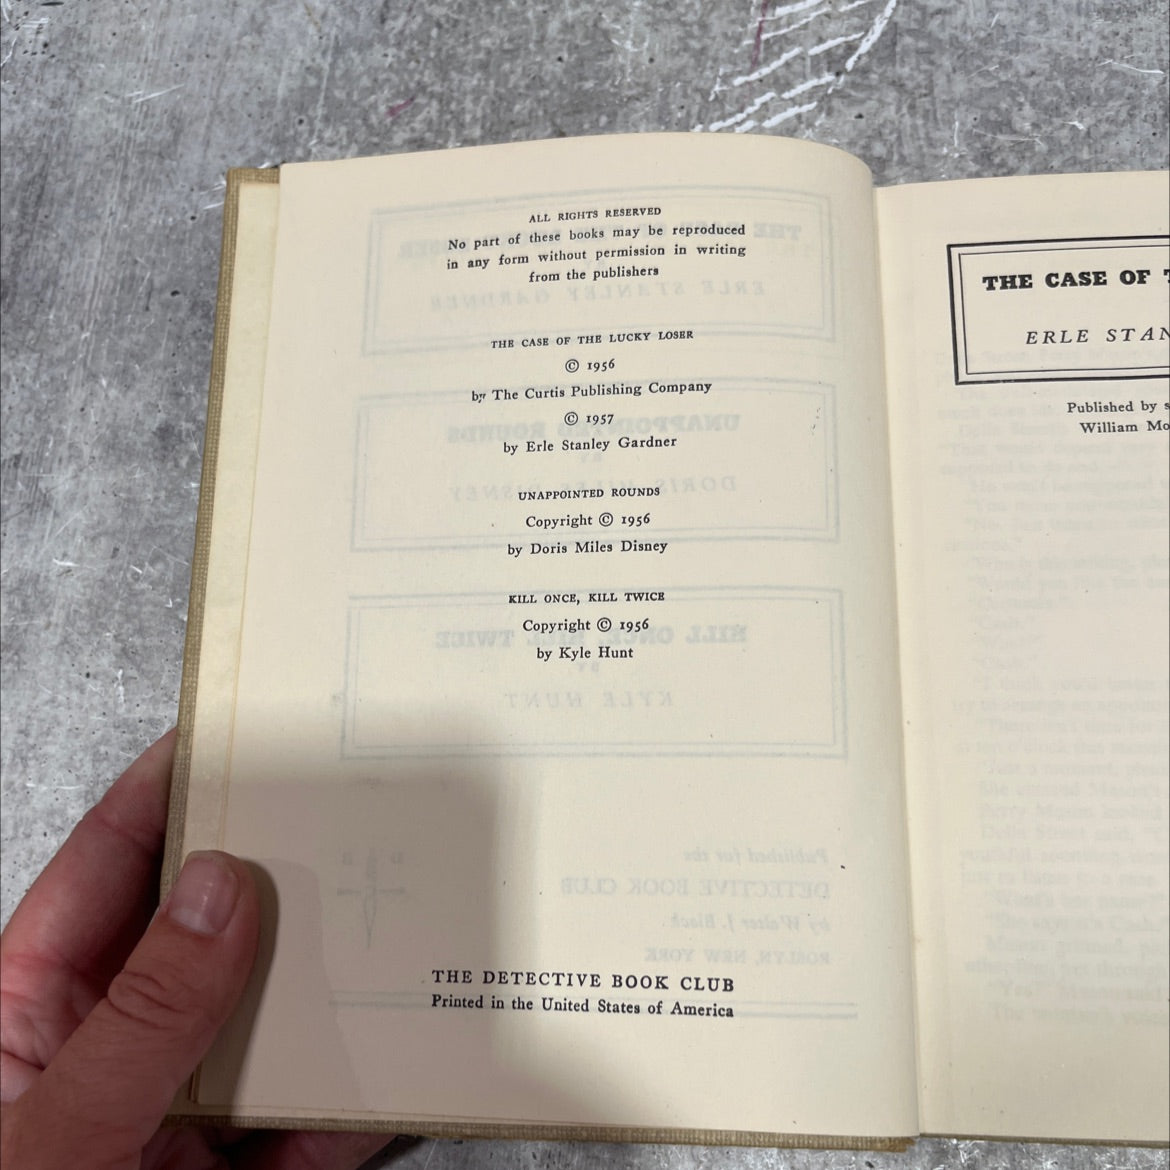 ALL RIGHTS RESERVED
No part of these books may be reproduced
in any form without permission in writing
from the publishers
THE CASE OF THE LUCKY LOSER
© 1956
by The Curtis Publishing Company
© 1957
by Erle Stanley Gardner
UNAPPOINTED ROUNDS
Copyright © 1956
by Doris Miles Disney
KILL ONCE, KILL TWICE
Copyright © 1956
by Kyle Hunt
THE DETECTIVE BOOK CLUB
Printed in the United States of America
THE CASE OF
ERLE STAN
Published by s
William Mo